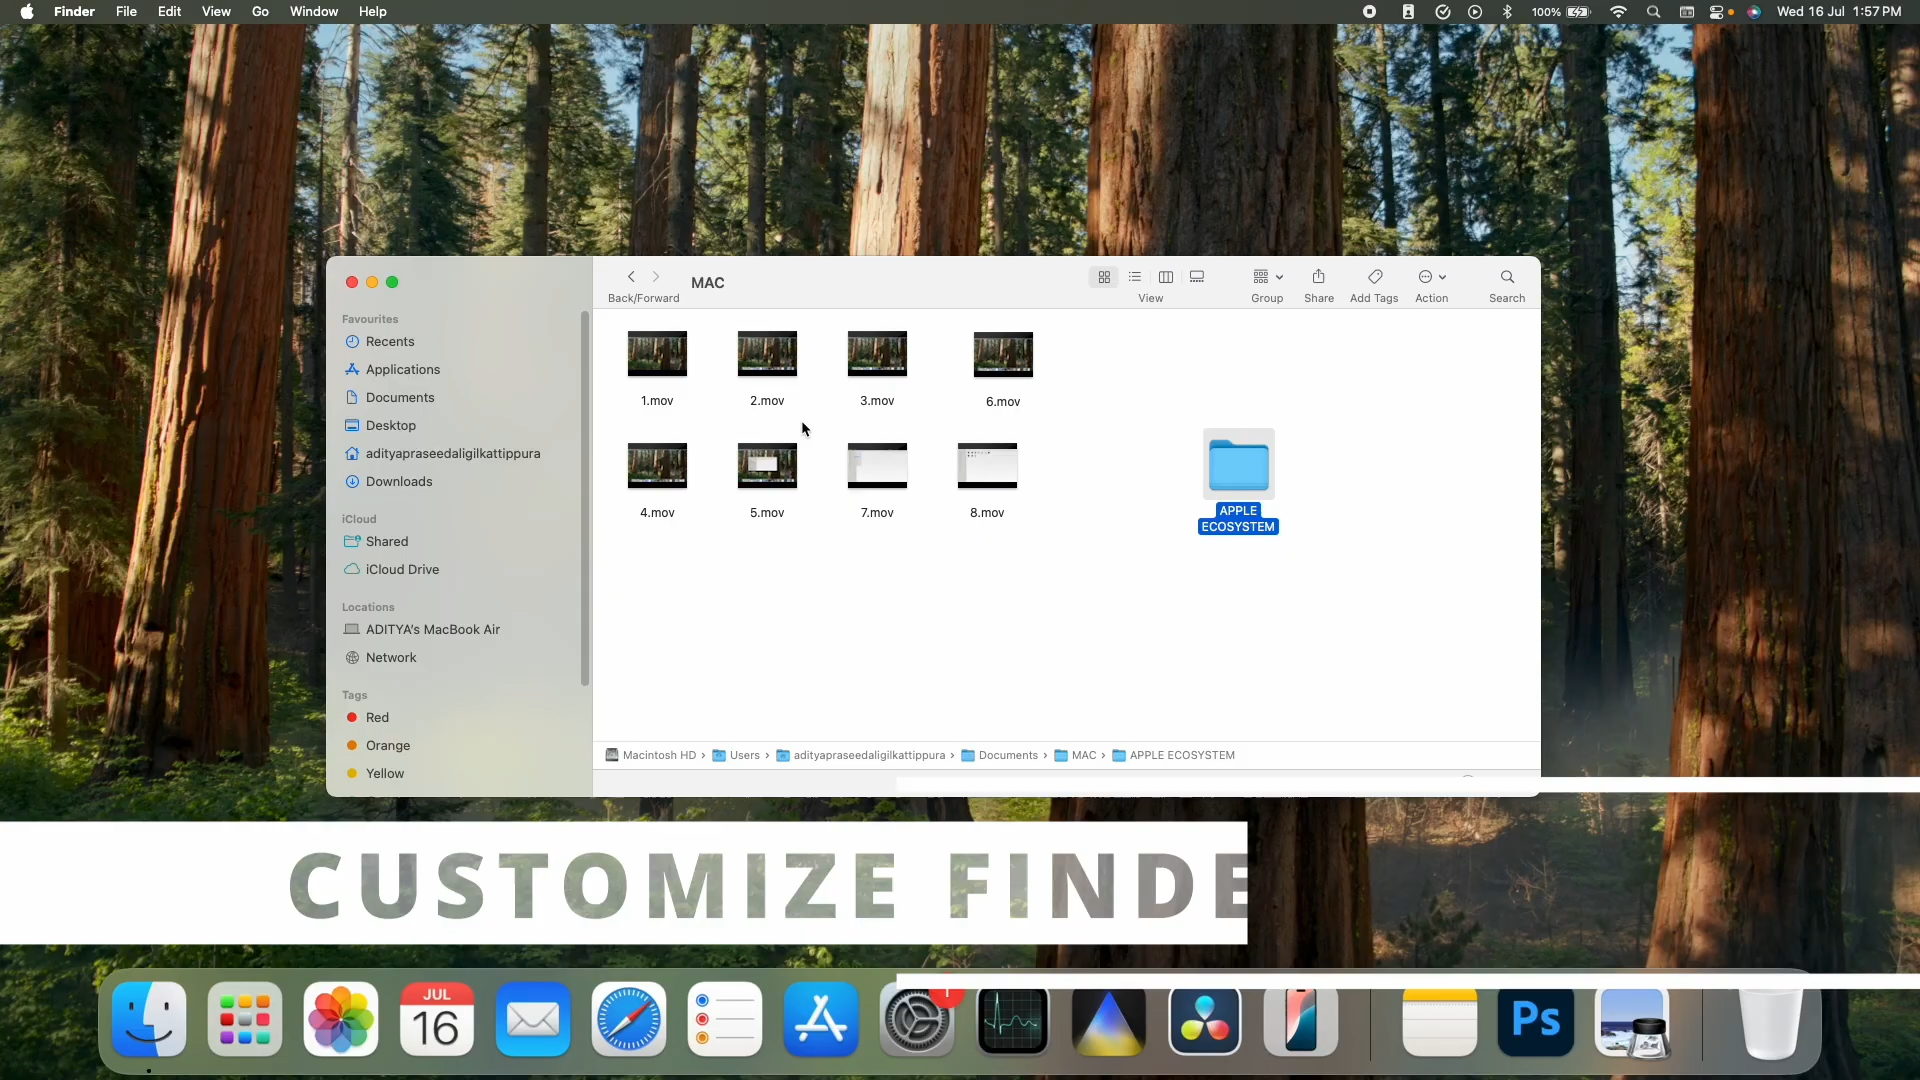 Finder File Edit View Go Window Help
100% Wed 16 Jul 1:57 PM
MAC
Back/Forward
View Group Share Add Tags Action Search
Favourites
Recents
Applications
Documents
Desktop
adityapraseedaligilkattippura
Downloads
iCloud
Shared
iCloud Drive
Locations
ADITYA's MacBook Air
Network
Tags
Red
Orange
Yellow
1.mov 2.mov 3.mov 6.mov
4.mov 5.mov 7.mov 8.mov
APPLE
ECOSYSTEM
Macintosh HD › Users › adityapraseedaligilkattippura › Documents › MAC › APPLE ECOSYSTEM
CUSTOMIZE FINDE
JUL
16
1
Ps